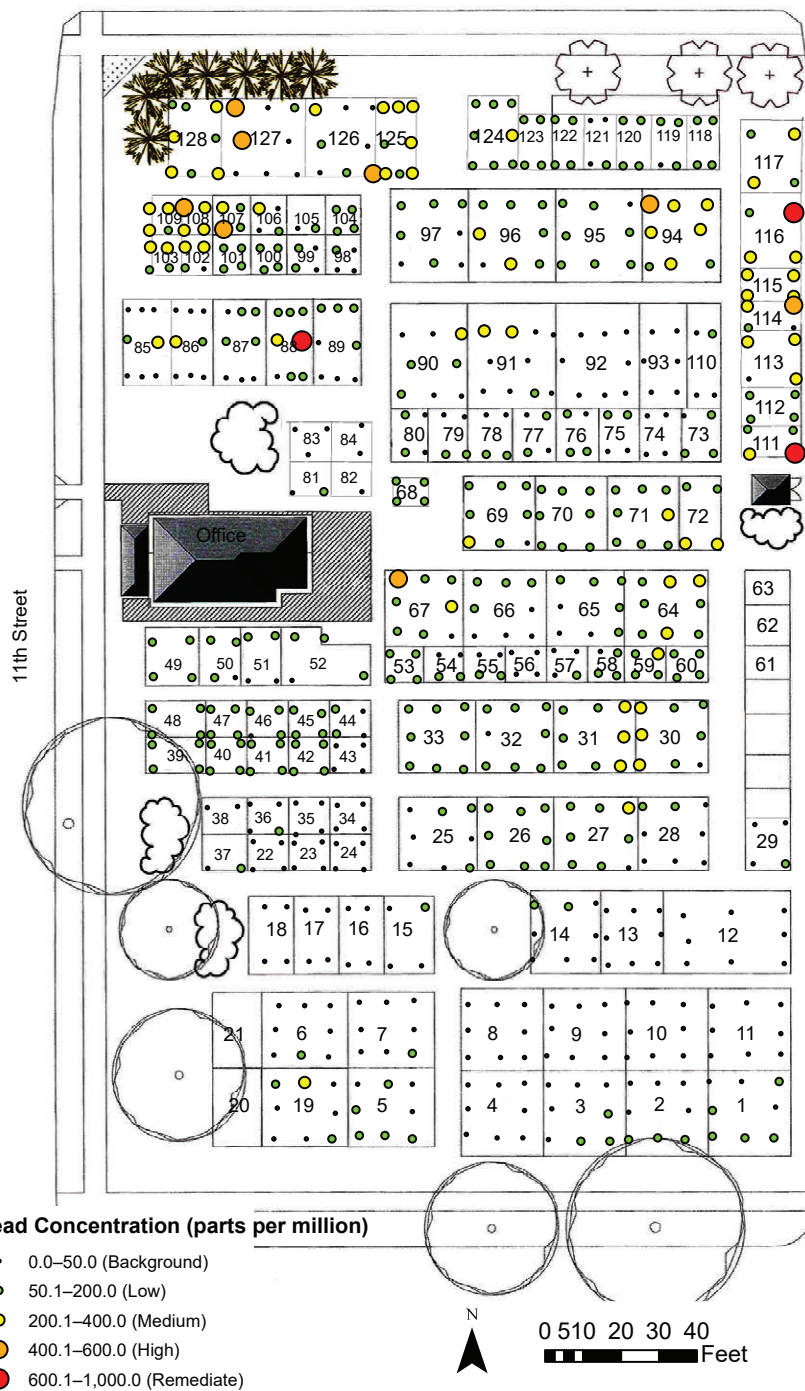 128 127 126 125 124 123 122 121 120 119 118
117
109 108 107 106 105 104 97 96 95 94 116
103 102 101 100 99 98
115
114
85 86 87 88 89 90 91 92 93 110 113
112
83 84 80 79 78 77 76 75 74 73 111
81 82
68
69 70 71 72
Office
63
67 66 65 64
62
49 50 51 52 53 54 55 56 57 58 59 60 61
11th Street
48 47 46 45 44 33 32 31 30
39 40 41 42 43
38 36 35 34 25 26 27 28 29
37 22 23 24
18 17 16 15 14 13 12
21 6 7 8 9 10 11
20 19 5 4 3 2 1
ead Concentration (parts per million)
0.0–50.0 (Background)
50.1–200.0 (Low)
200.1–400.0 (Medium)
400.1–600.0 (High)
600.1–1,000.0 (Remediate)
N
0 5 10 20 30 40
Feet